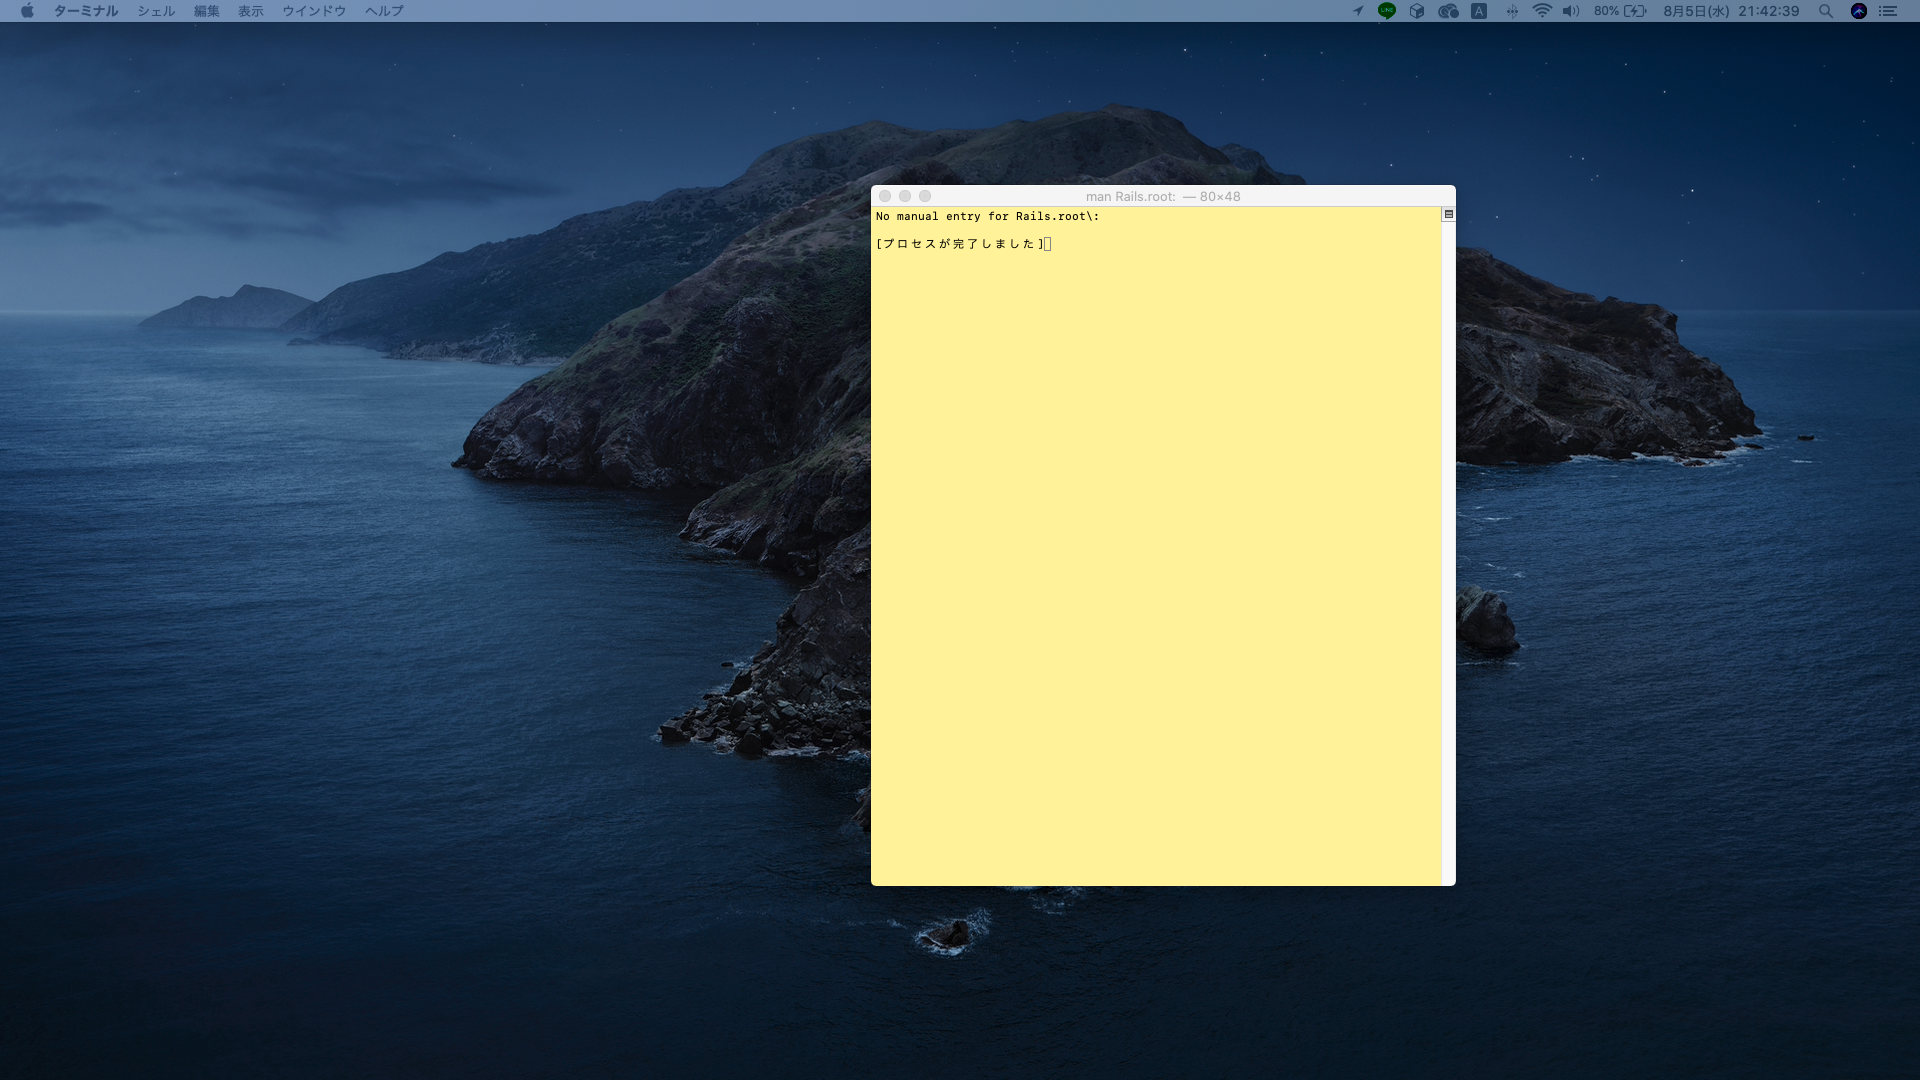 ターミナル シェル 編集 表示 ウインドウ ヘルプ LINE A 80% 8月5日(水) 21:42:39
man Rails.root: — 80×48
No manual entry for Rails.root\:
[プロセスが完了しました]